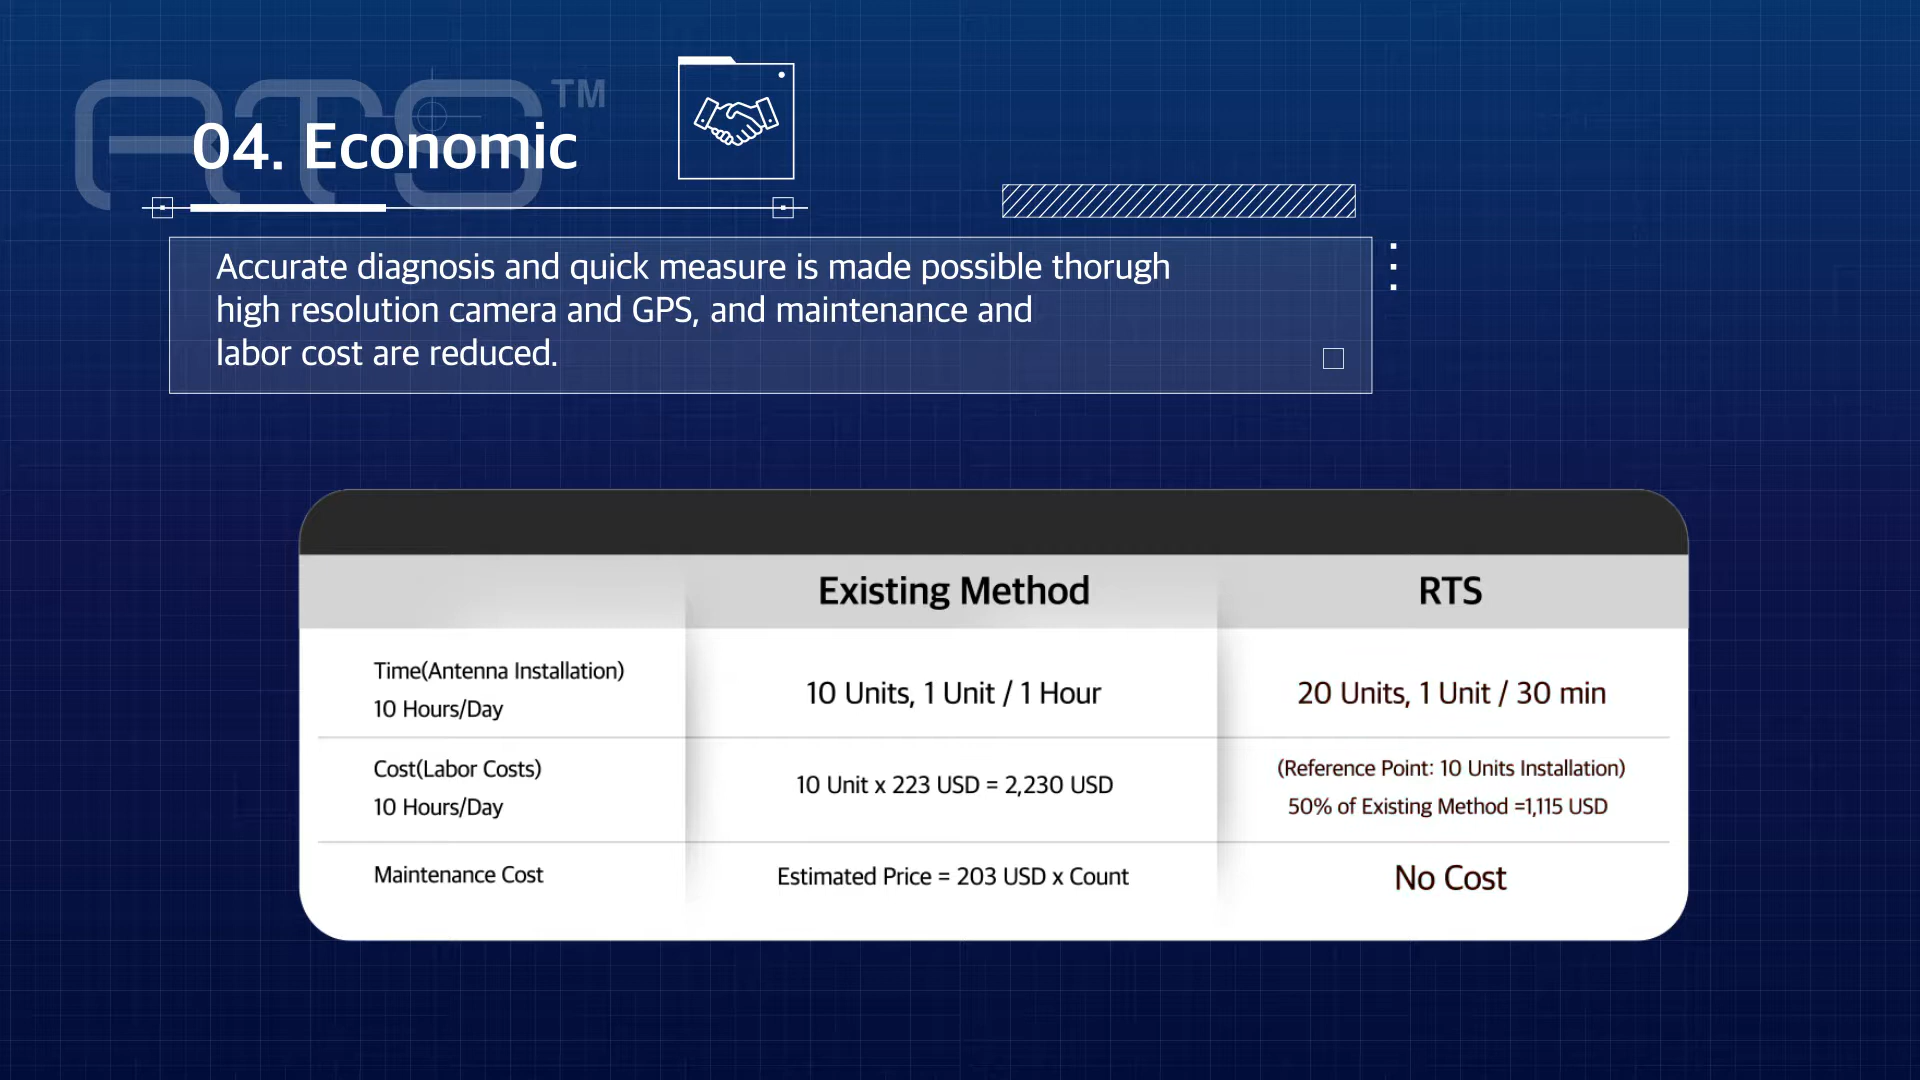 RTS™
04. Economic
Accurate diagnosis and quick measure is made possible thorugh
high resolution camera and GPS, and maintenance and
labor cost are reduced.
Existing Method
RTS
Time(Antenna Installation)
10 Hours/Day
10 Units, 1 Unit / 1 Hour
20 Units, 1 Unit / 30 min
Cost(Labor Costs)
10 Hours/Day
10 Unit x 223 USD = 2,230 USD
(Reference Point: 10 Units Installation)
50% of Existing Method =1,115 USD
Maintenance Cost
Estimated Price = 203 USD x Count
No Cost